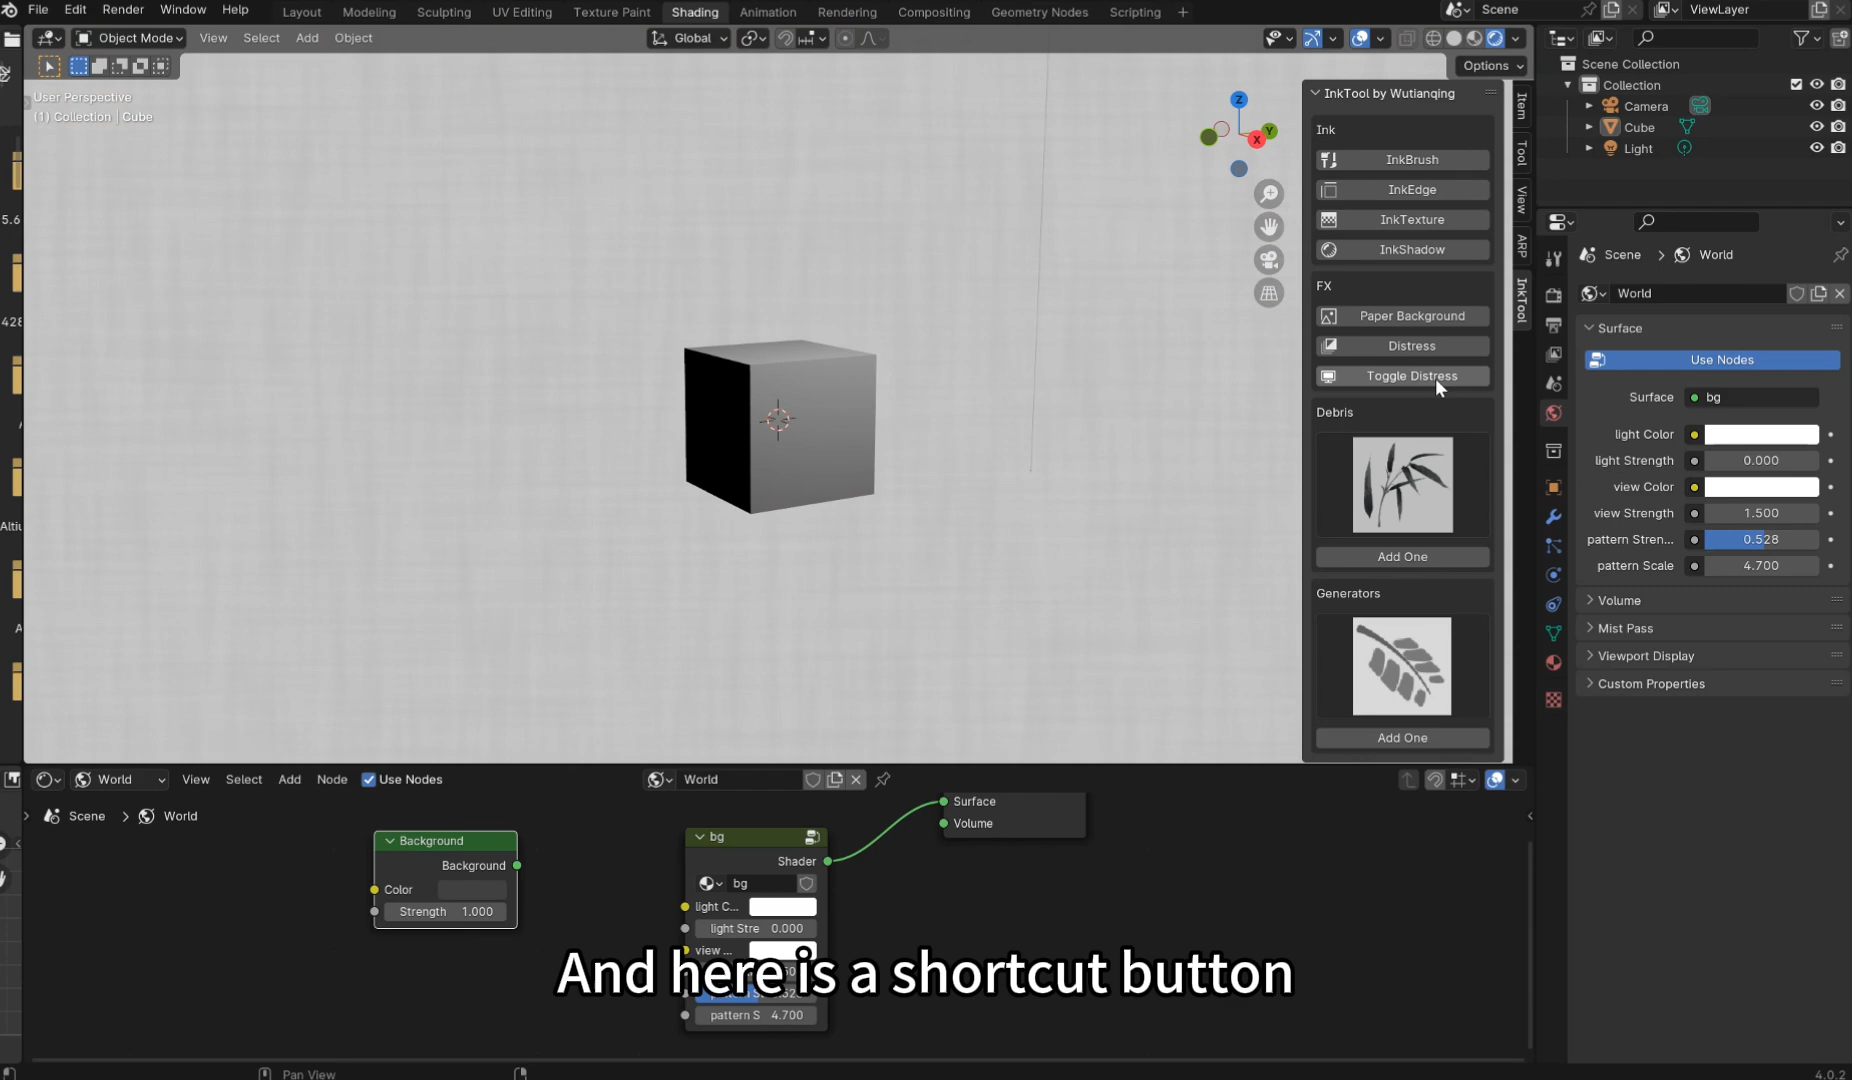 File Edit Render Window Help Layout Modeling Sculpting UV Editing Texture Paint Shading Animation Rendering Compositing Geometry Nodes Scripting + Scene ViewLayer
Object Mode View Select Add Object Global
Options
User Perspective
(1) Collection | Cube
Z
Y
X
InkTool by Wutianqing
Ink
InkBrush
InkEdge
InkTexture
InkShadow
FX
Paper Background
Distress
Toggle Distress
Debris
Add One
Generators
Add One
Item
Tool
View
ARP
InkTool
Scene Collection
Collection
Camera
Cube
Light
Scene > World
World
Surface
Use Nodes
Surface bg
light Color
light Strength 0.000
view Color
view Strength 1.500
pattern Stren... 0.528
pattern Scale 4.700
Volume
Mist Pass
Viewport Display
Custom Properties
5.6
428
Altiu
World View Select Add Node Use Nodes World
Scene > World
Background
Background
Color
Strength 1.000
bg
Shader
bg
light C...
light Stre 0.000
view ...
pattern S 4.700
Surface
Volume
And here is a shortcut button
Pan View
4.0.2